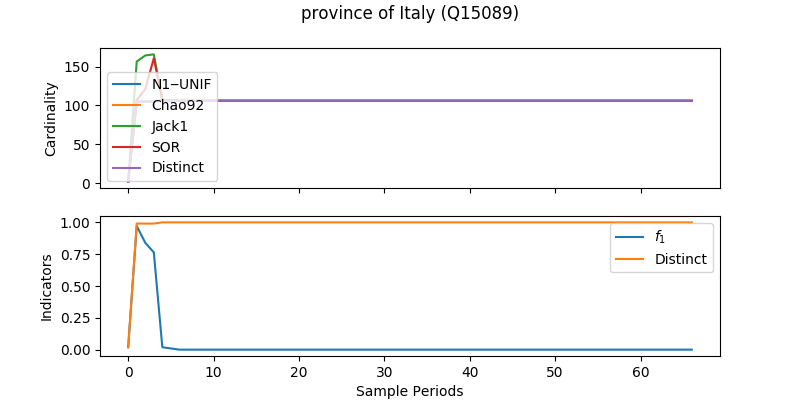 province of Italy (Q15089)
Cardinality
150
100
50
0
N1‒UNIF
Chao92
Jack1
SOR
Distinct
Indicators
1.00
0.75
0.50
0.25
0.00
f₁
Distinct
0 10 20 30 40 50 60
Sample Periods